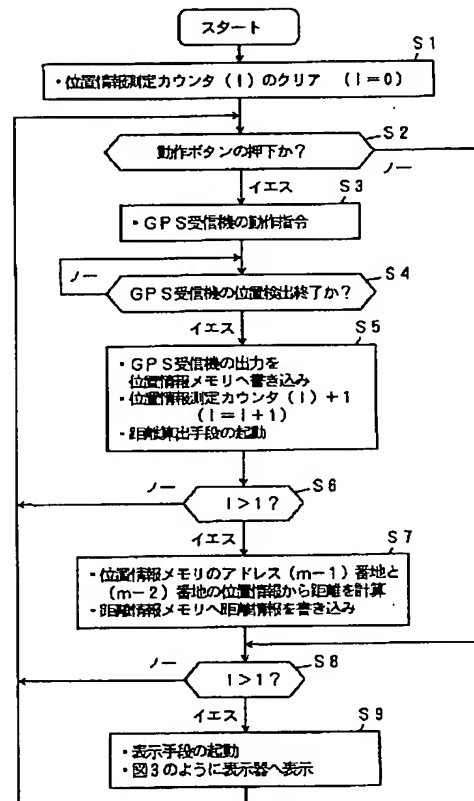 スタート
S1
・位置情報測定カウンタ(I)のクリア (I=0)
S2
動作ボタンの押下か?
ノー
イエス
S3
・GPS受信機の動作指令
ノー
S4
GPS受信機の位置検出終了か?
イエス
S5
・GPS受信機の出力を
位置情報メモリへ書き込み
・位置情報測定カウンタ(I)+1
(I=I+1)
・距離算出手段の起動
ノー
S6
I>1?
イエス
S7
・位置情報メモリのアドレス(m-1)番地と
(m-2)番地の位置情報から距離を計算
・距離情報メモリへ距離情報を書き込み
ノー
S8
I>1?
イエス
S9
・表示手段の起動
・図3のように表示器へ表示